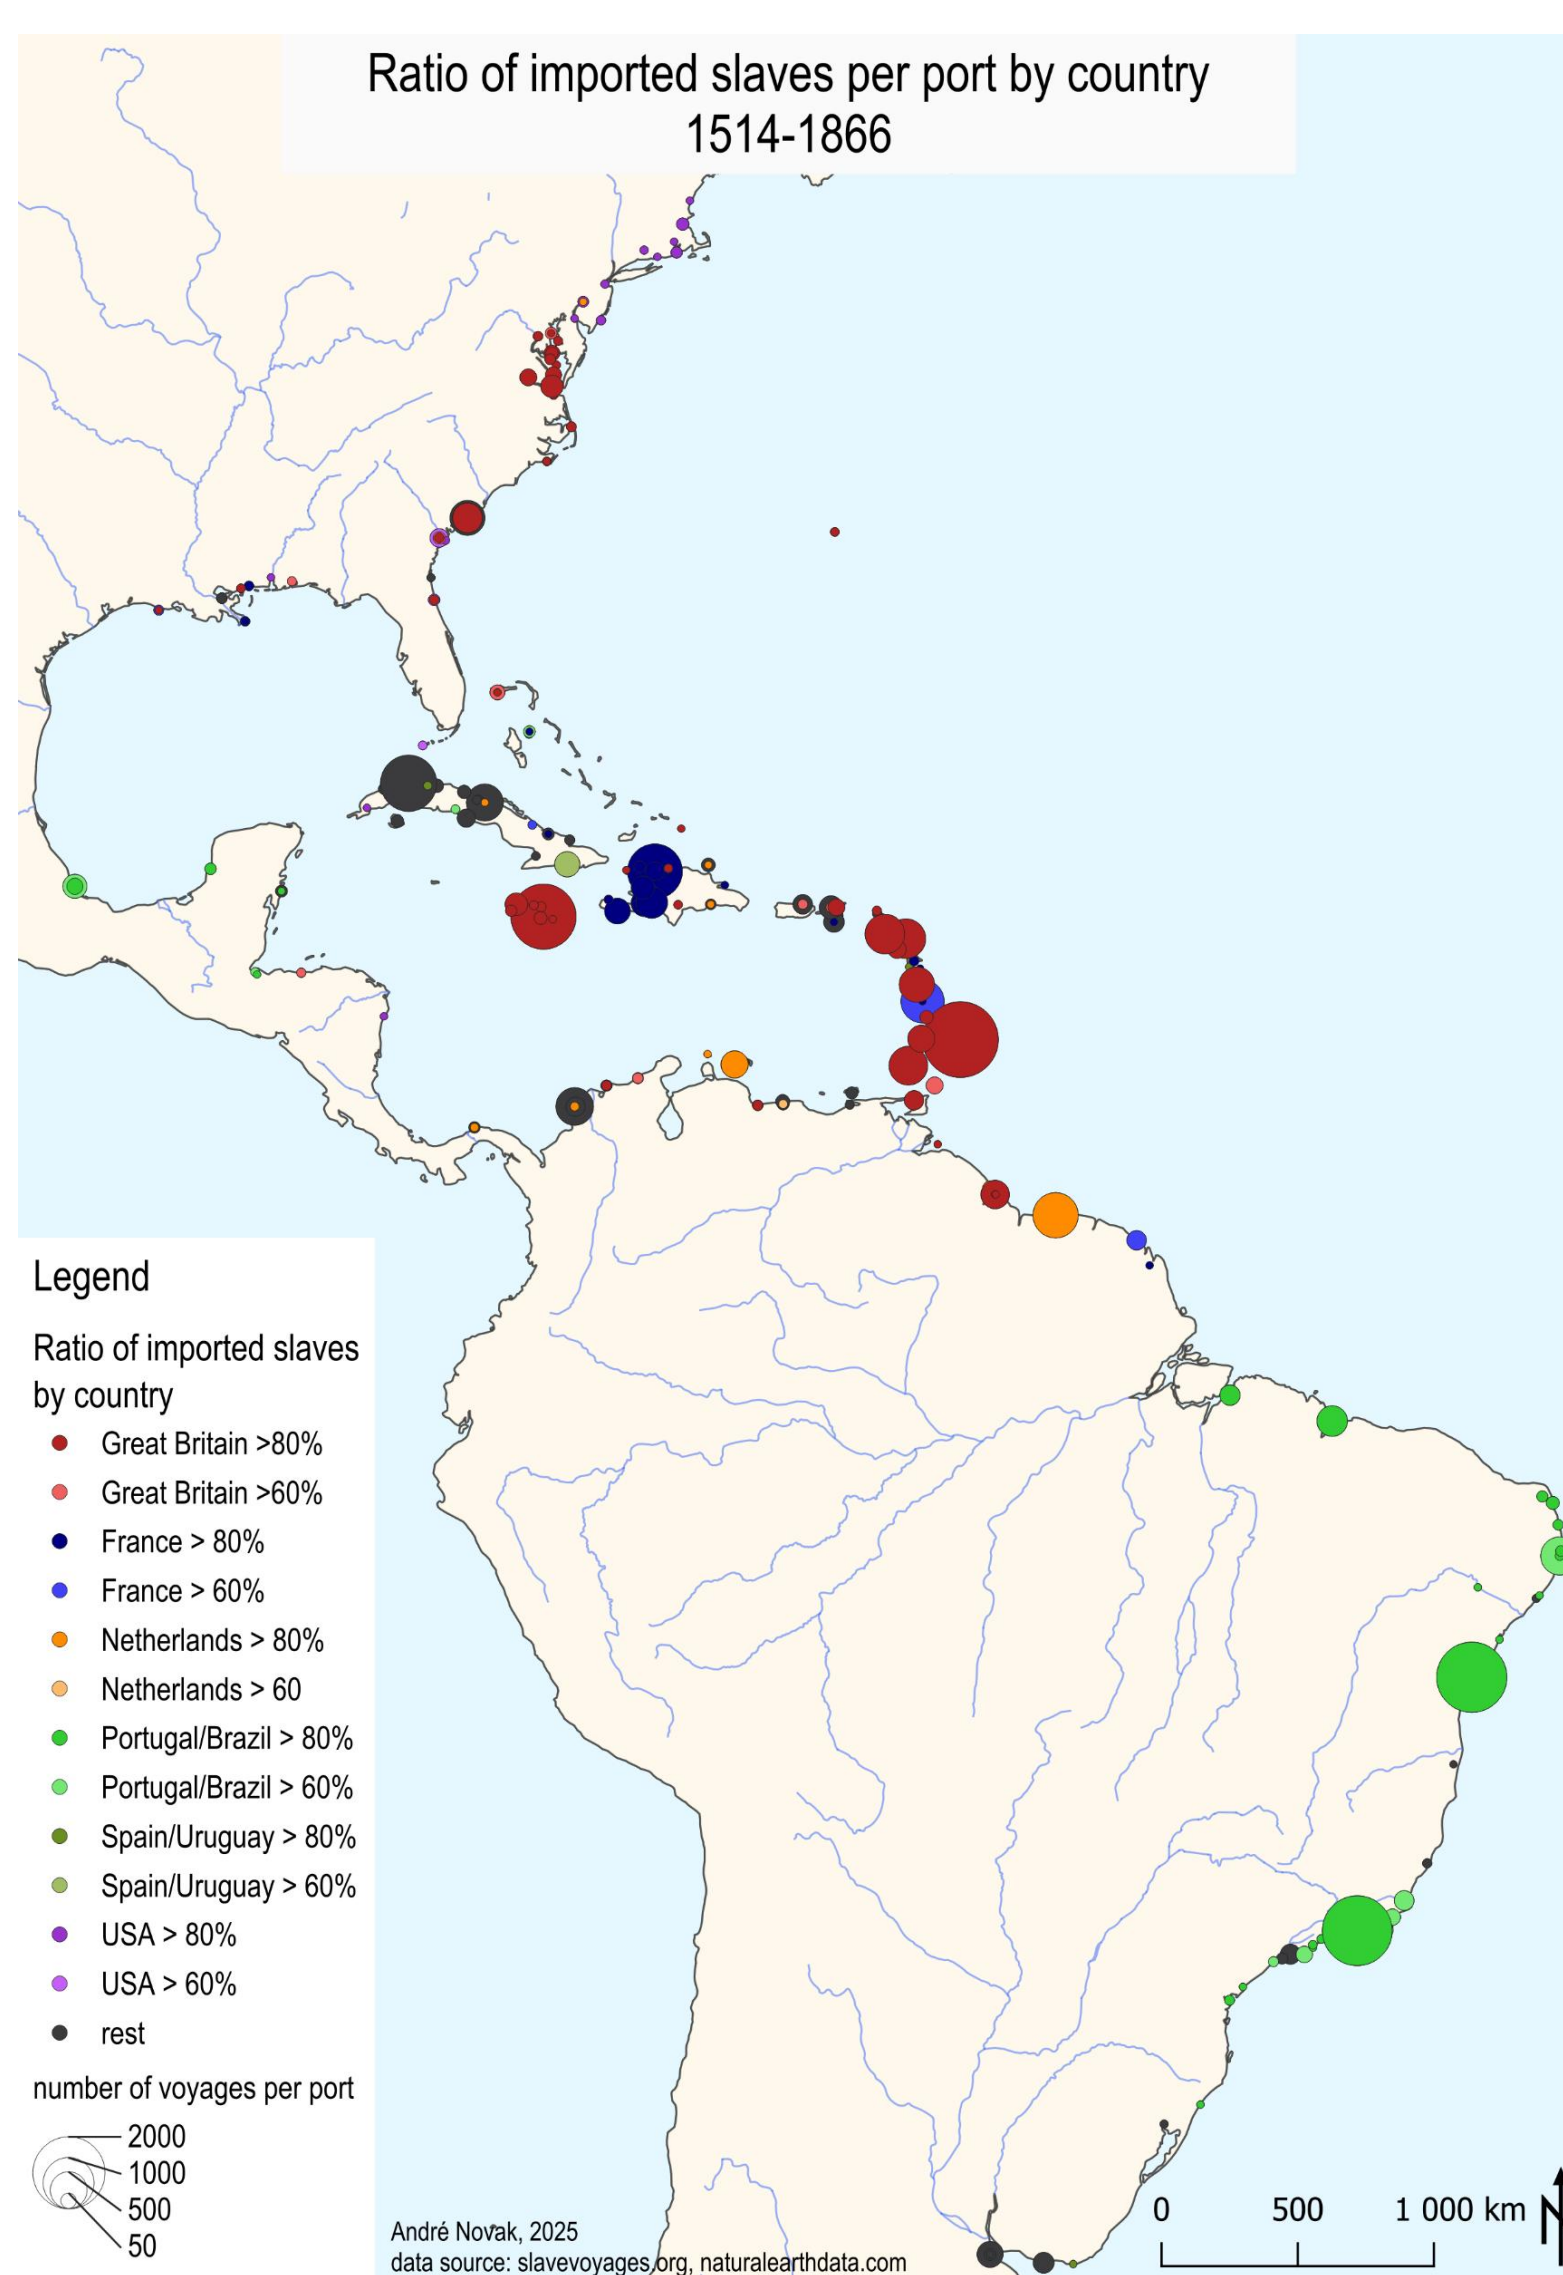 Ratio of imported slaves per port by country
1514-1866
Legend
Ratio of imported slaves
by country
Great Britain >80%
Great Britain >60%
France > 80%
France > 60%
Netherlands > 80%
Netherlands > 60
Portugal/Brazil > 80%
Portugal/Brazil > 60%
Spain/Uruguay > 80%
Spain/Uruguay > 60%
USA > 80%
USA > 60%
rest
number of voyages per port
2000
1000
500
50
André Novak, 2025
data source: slavevoyages.org, naturalearthdata.com
0 500 1 000 km
N